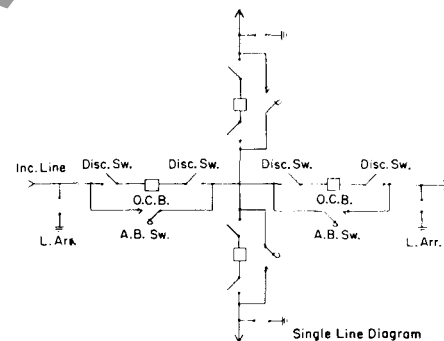 Inc. Line
Disc. Sw.
Disc. Sw.
Disc. Sw.
Disc. Sw.
O.C.B.
O.C.B.
A.B. Sw.
A.B. Sw.
L. Arr.
L. Arr.
Single Line Diagram